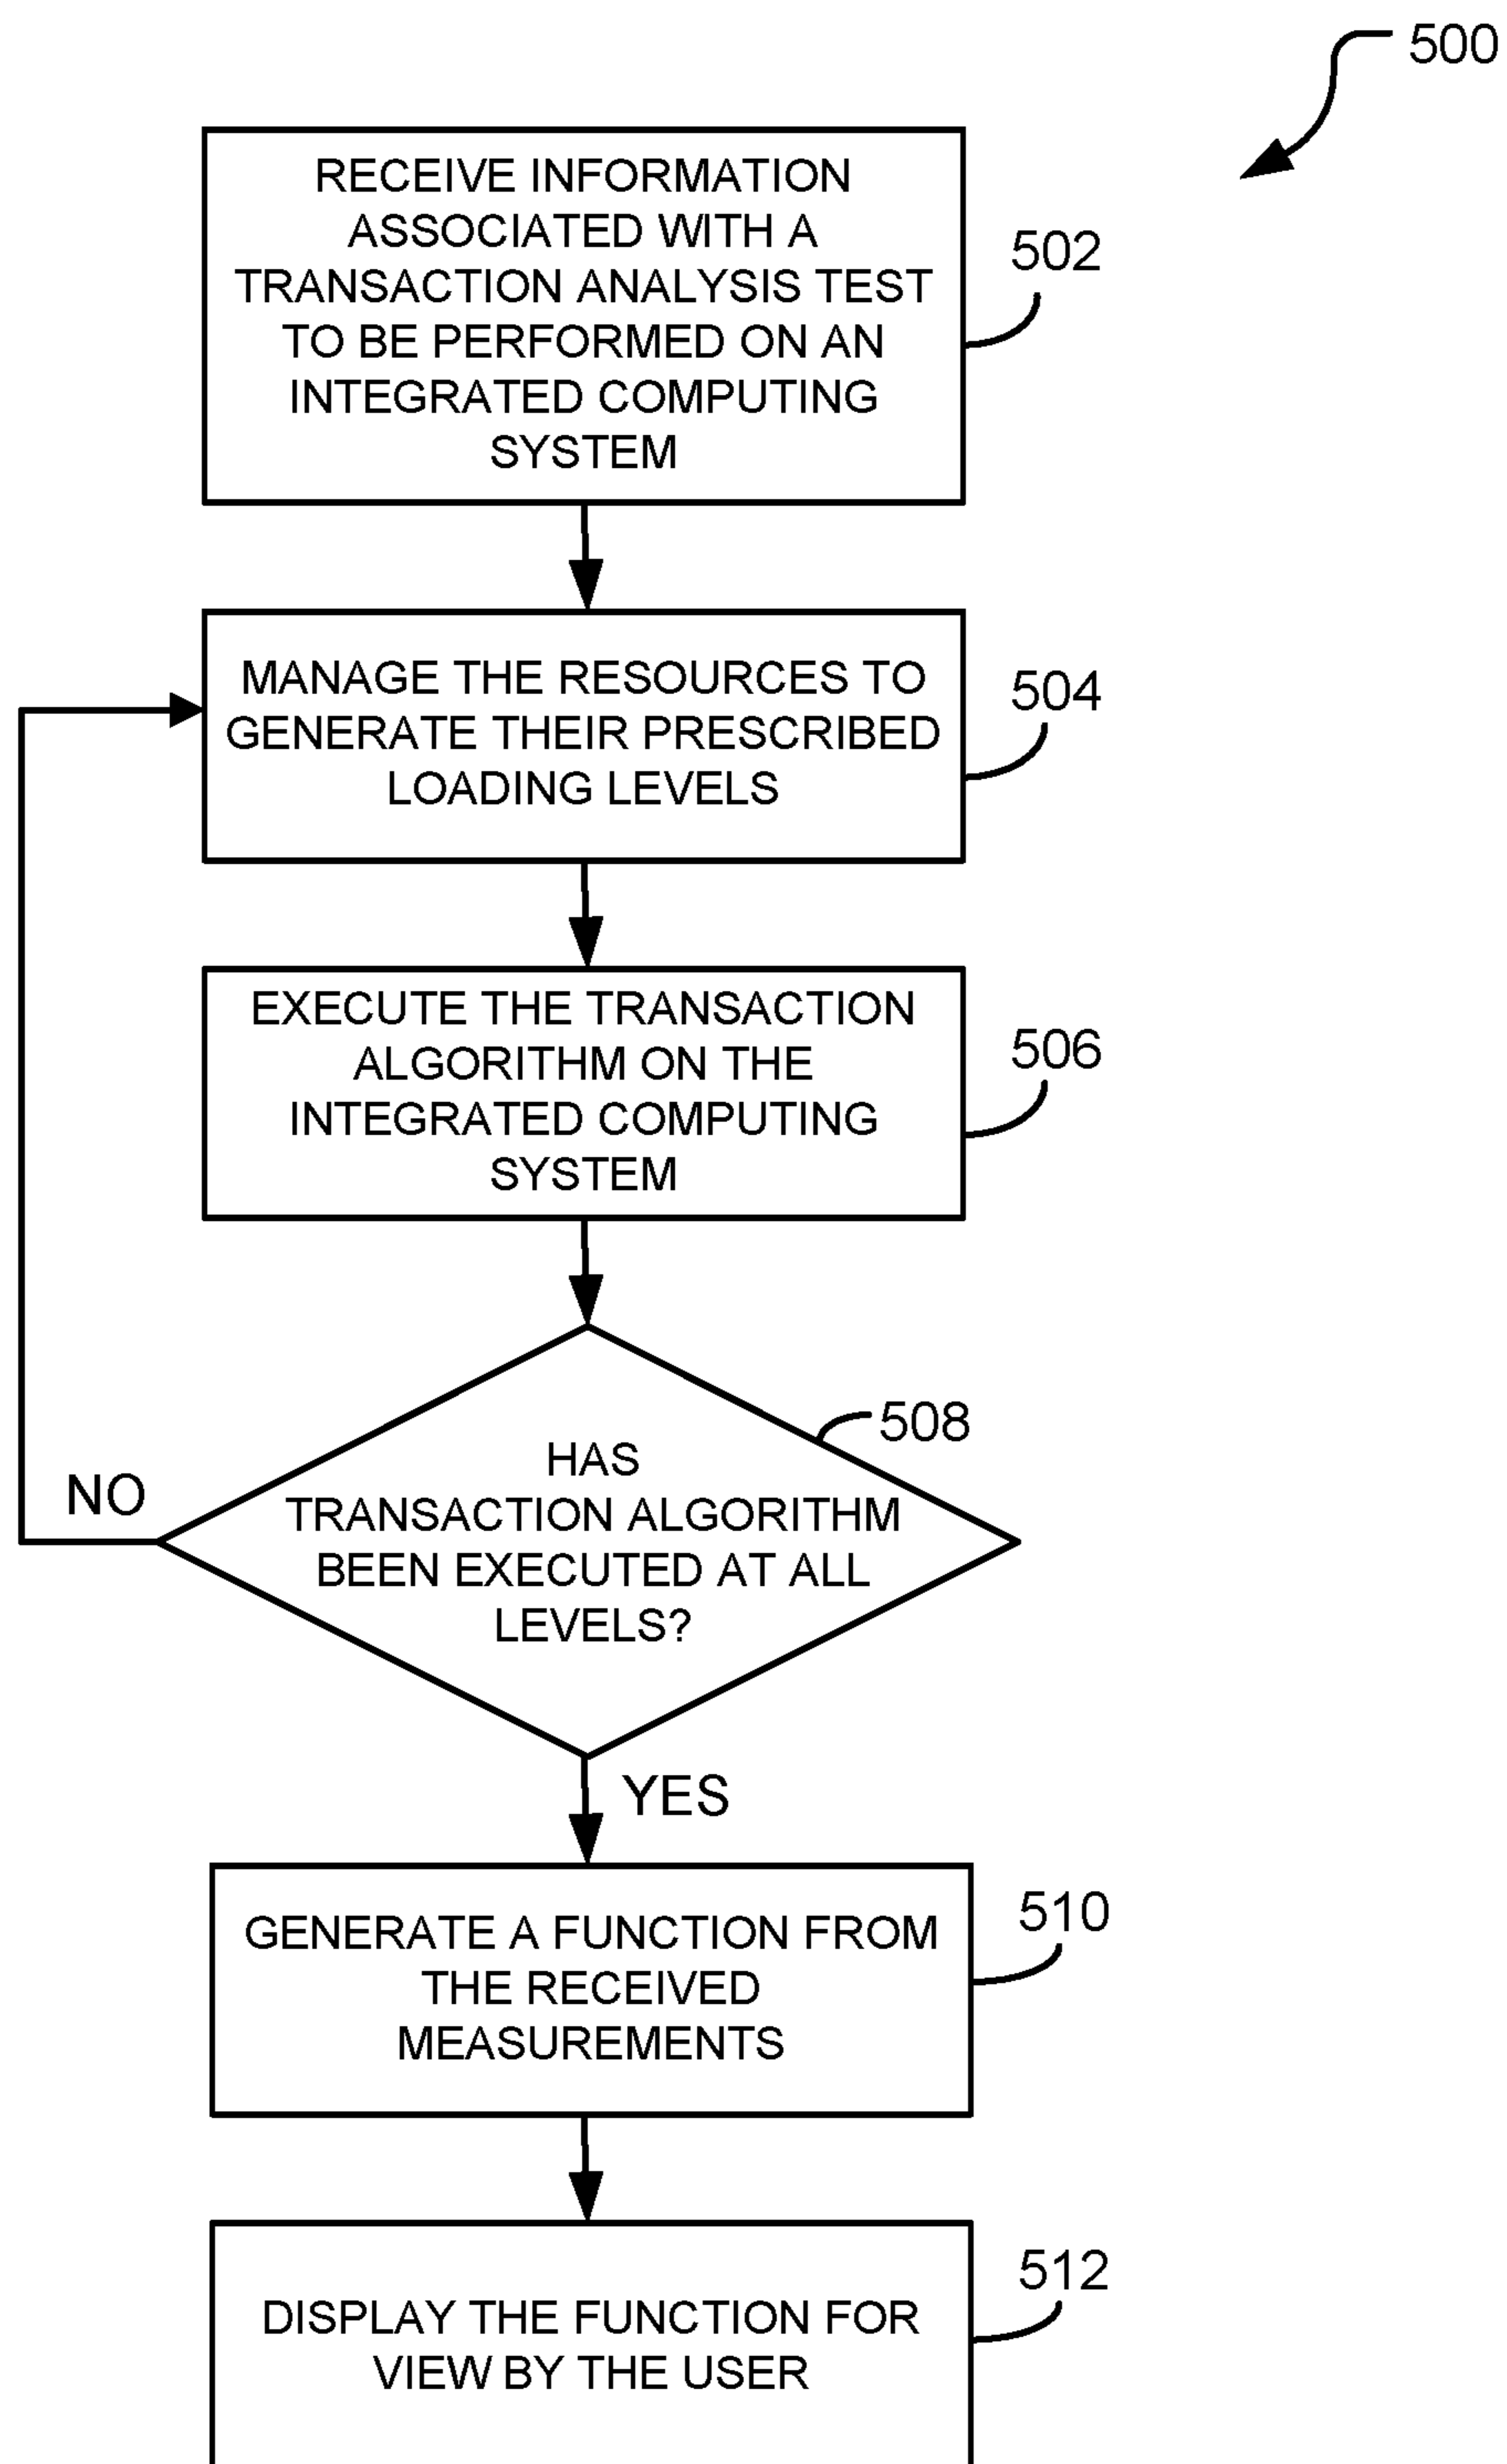 500
RECEIVE INFORMATION
ASSOCIATED WITH A
TRANSACTION ANALYSIS TEST
TO BE PERFORMED ON AN
INTEGRATED COMPUTING
SYSTEM
502
MANAGE THE RESOURCES TO
GENERATE THEIR PRESCRIBED
LOADING LEVELS
504
EXECUTE THE TRANSACTION
ALGORITHM ON THE
INTEGRATED COMPUTING
SYSTEM
506
508
HAS
TRANSACTION ALGORITHM
BEEN EXECUTED AT ALL
LEVELS?
NO
YES
GENERATE A FUNCTION FROM
THE RECEIVED
MEASUREMENTS
510
DISPLAY THE FUNCTION FOR
VIEW BY THE USER
512